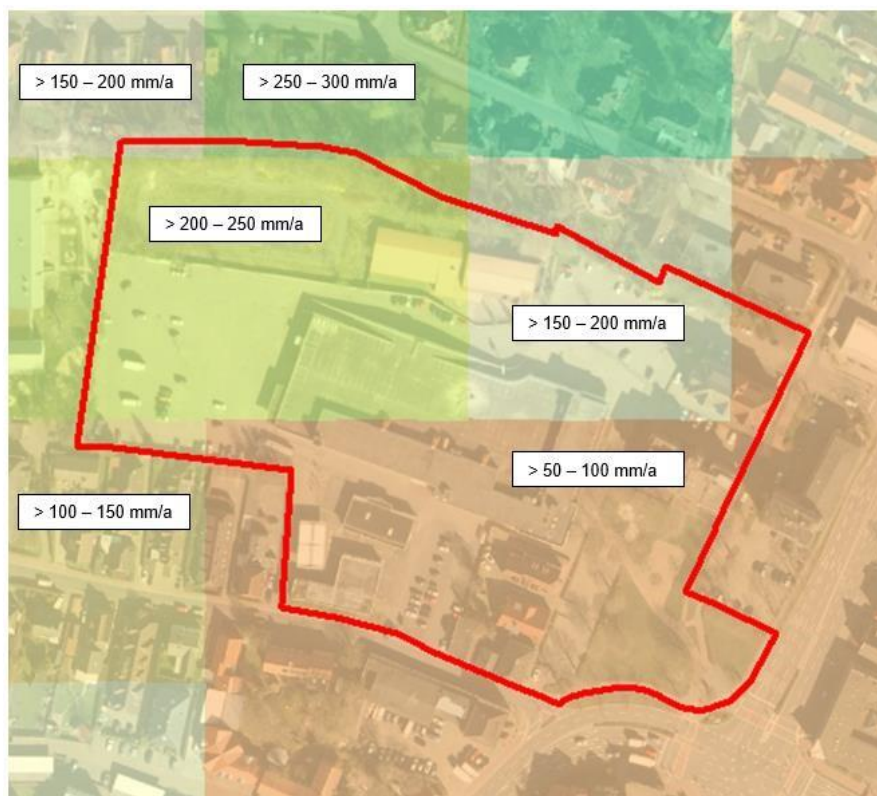 > 150 – 200 mm/a
> 250 – 300 mm/a
> 200 – 250 mm/a
> 150 – 200 mm/a
> 50 – 100 mm/a
> 100 – 150 mm/a